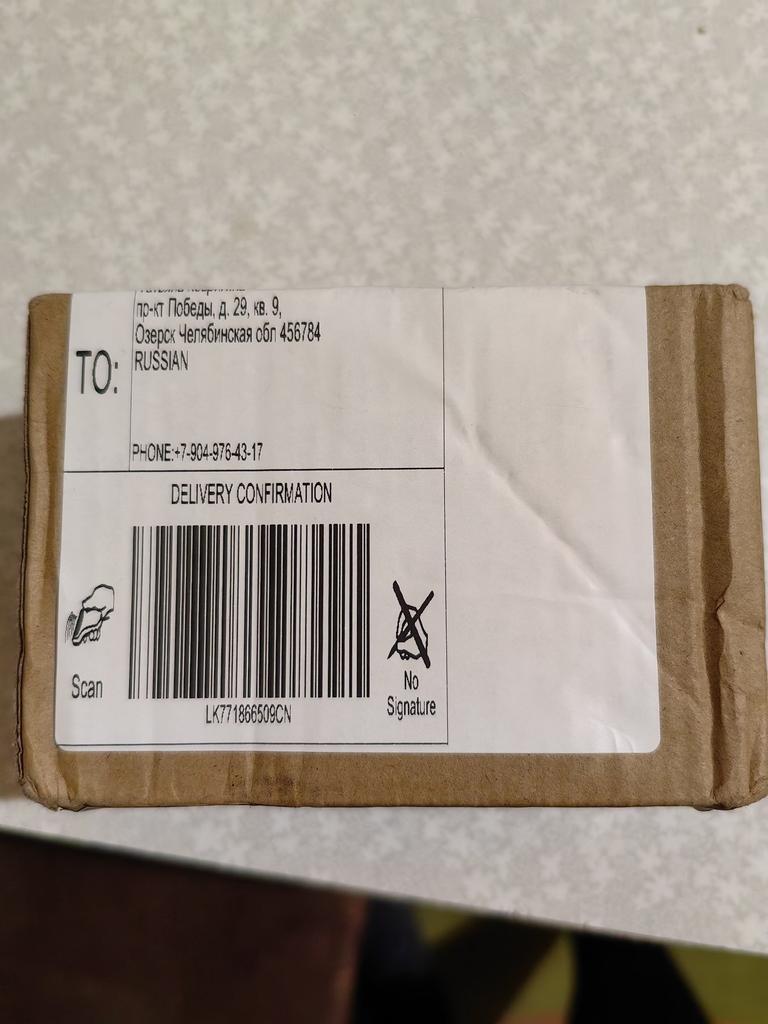 пр-кт Победы, д. 29, кв. 9,
Озерск Челябинская обл 456784
RUSSIAN
TO:
PHONE:+7-904-976-43-17
DELIVERY CONFIRMATION
Scan
No
Signature
LK771866509CN